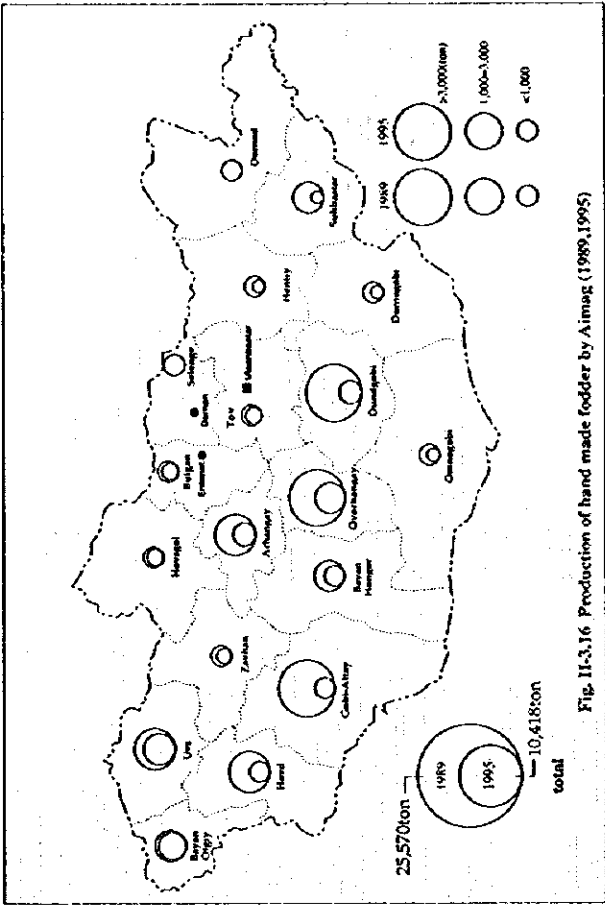 Bayan
Olgiy
Uvs
Hovd
Zavhan
Gobi-Altay
Hovsgol
Bulgan
Erdenet
Arhangay
Bayan
Hongor
Overhangay
Selenge
Darhan
Tov
Ulaanbaatar
Dundgobi
Omnogobi
Hentiy
Dornogobi
Dornod
Sukhbaatar
1989
1995
>3,000(ton)
1,000-3,000
<1,000
25,570ton
1989
1995
10,418ton
total
Fig. II-3.16 Production of hand made fodder by Aimag (1989,1995)